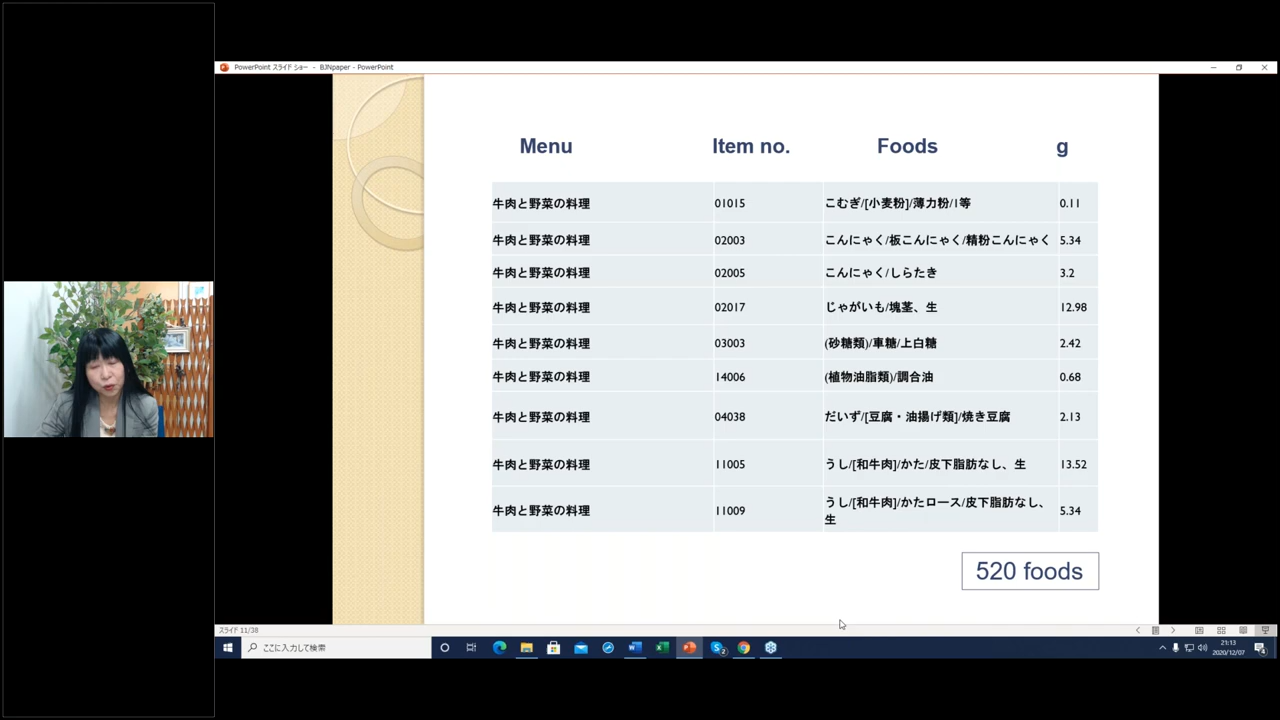 PowerPoint スライド ショー - BJNpaper - PowerPoint
Menu Item no. Foods g
牛肉と野菜の料理 01015 こむぎ/[小麦粉]/薄力粉/1等 0.11
牛肉と野菜の料理 02003 こんにゃく/板こんにゃく/精粉こんにゃく 5.34
牛肉と野菜の料理 02005 こんにゃく/しらたき 3.2
牛肉と野菜の料理 02017 じゃがいも/塊茎、生 12.98
牛肉と野菜の料理 03003 (砂糖類)/車糖/上白糖 2.42
牛肉と野菜の料理 14006 (植物油脂類)/調合油 0.68
牛肉と野菜の料理 04038 だいず/[豆腐・油揚げ類]/焼き豆腐 2.13
牛肉と野菜の料理 11005 うし/[和牛肉]/かた/皮下脂肪なし、生 13.52
牛肉と野菜の料理 11009 うし/[和牛肉]/かたロース/皮下脂肪なし、
生 5.34
520 foods
スライド 11/38
ここに入力して検索
21:13
2020/12/07